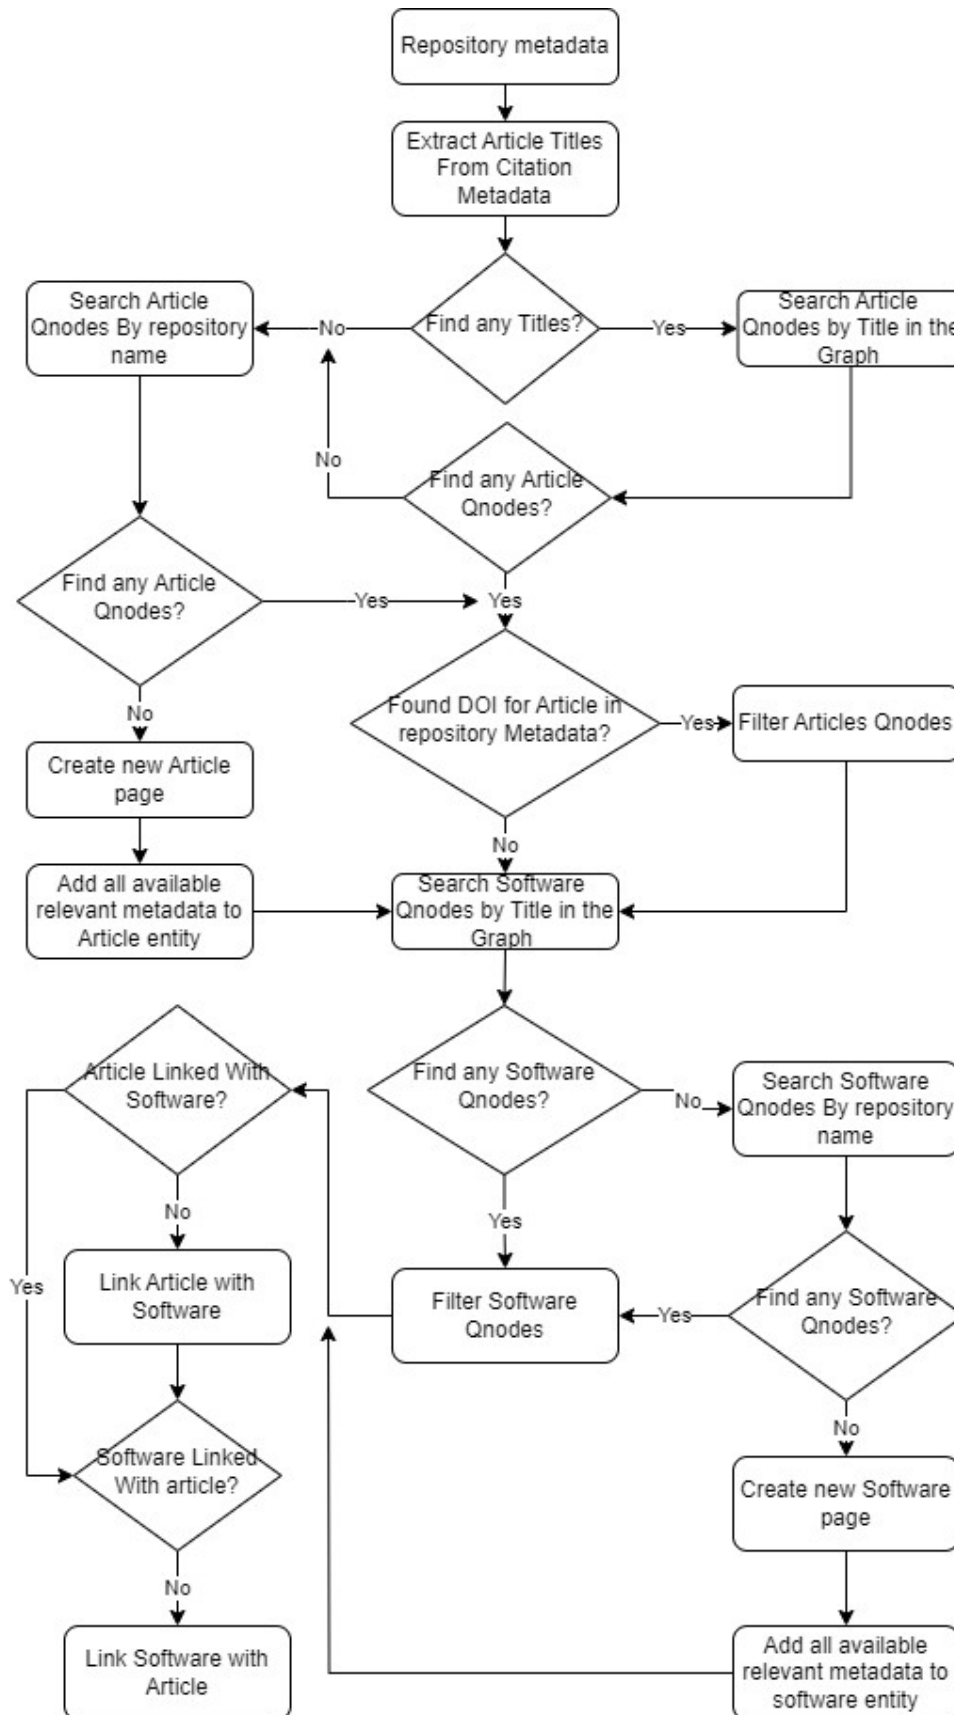 Repository metadata
Extract Article Titles
From Citation
Metadata
Search Article
Qnodes By repository
name
No
Find any Titles?
Yes
Search Article
Qnodes by Title in the
Graph
No
Find any Article
Qnodes?
Find any Article
Qnodes?
Yes
Yes
No
Found DOI for Article in
repository Metadata?
Yes
Filter Articles Qnodes
Create new Article
page
No
Add all available
relevant metadata to
Article entity
Search Software
Qnodes by Title in the
Graph
Article Linked With
Software?
Find any Software
Qnodes?
No
Search Software
Qnodes By repository
name
No
Yes
Yes
Link Article with
Software
Filter Software
Qnodes
Yes
Find any Software
Qnodes?
No
Software Linked
With article?
Create new Software
page
No
Link Software with
Article
Add all available
relevant metadata to
software entity